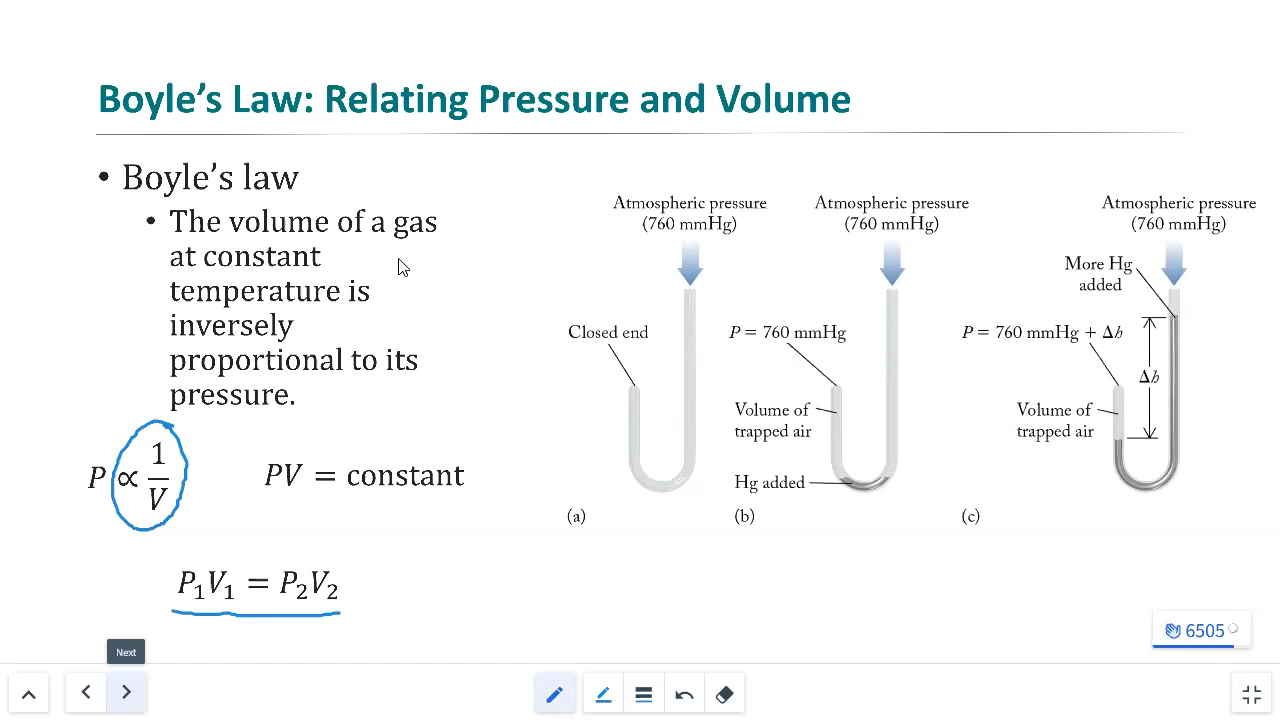 Boyle's Law: Relating Pressure and Volume
• Boyle's law
• The volume of a gas
at constant
temperature is
inversely
proportional to its
pressure.
P ∝ 1/V
PV = constant
P₁V₁ = P₂V₂
Atmospheric pressure
(760 mmHg)
Closed end
(a)
Atmospheric pressure
(760 mmHg)
P = 760 mmHg
Volume of
trapped air
Hg added
(b)
Atmospheric pressure
(760 mmHg)
More Hg
added
P = 760 mmHg + Δh
Δh
Volume of
trapped air
(c)
6505
Next